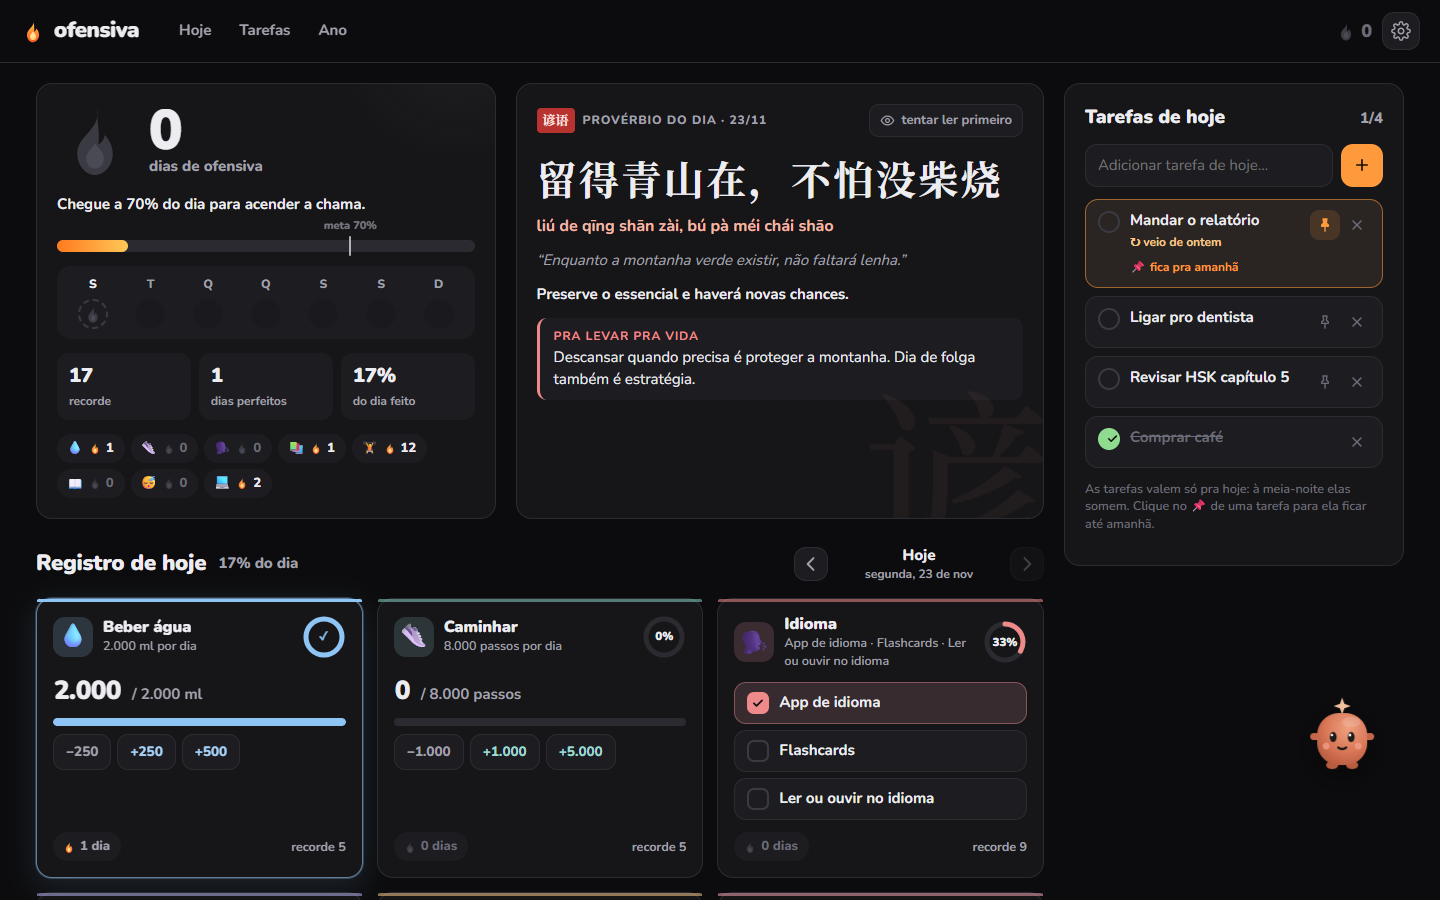 ofensiva
Hoje
Tarefas
Ano
0
0
dias de ofensiva
Chegue a 70% do dia para acender a chama.
meta 70%
S T Q Q S S D
17
recorde
1
dias perfeitos
17%
do dia feito
1
0
0
1
12
0
0
2
谚语
PROVÉRBIO DO DIA · 23/11
tentar ler primeiro
留得青山在，不怕没柴烧
liú de qīng shān zài, bú pà méi chái shāo
“Enquanto a montanha verde existir, não faltará lenha.”
Preserve o essencial e haverá novas chances.
PRA LEVAR PRA VIDA
Descansar quando precisa é proteger a montanha. Dia de folga
também é estratégia.
谚
Tarefas de hoje
1/4
Adicionar tarefa de hoje...
+
Mandar o relatório
↻ veio de ontem
📌 fica pra amanhã
Ligar pro dentista
Revisar HSK capítulo 5
Comprar café
As tarefas valem só pra hoje: à meia-noite elas
somem. Clique no 📌 de uma tarefa para ela ficar
até amanhã.
Registro de hoje
17% do dia
Hoje
segunda, 23 de nov
Beber água
2.000 ml por dia
✓
2.000 / 2.000 ml
−250
+250
+500
1 dia
recorde 5
Caminhar
8.000 passos por dia
0%
0 / 8.000 passos
−1.000
+1.000
+5.000
0 dias
recorde 5
Idioma
App de idioma · Flashcards · Ler
ou ouvir no idioma
33%
App de idioma
Flashcards
Ler ou ouvir no idioma
0 dias
recorde 9